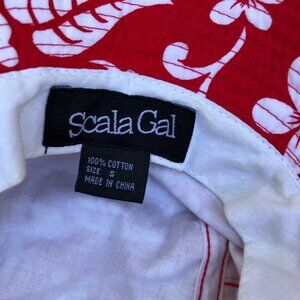 Scala Gal
100% COTTON
SIZE S
MADE IN CHINA